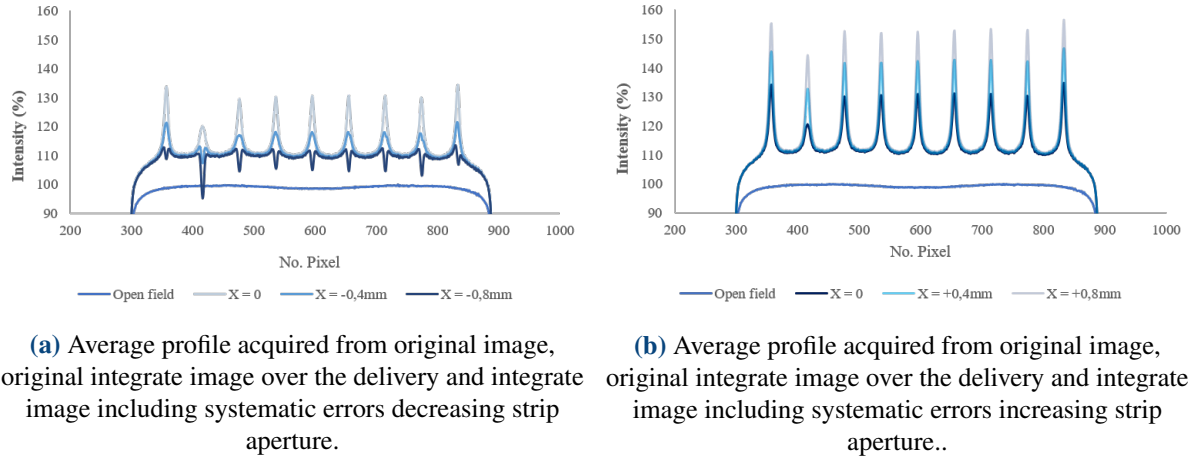 160
150
140
130
120
110
100
90
Intensity (%)
200 300 400 500 600 700 800 900 1000
No. Pixel
Open field X = 0 X = -0,4mm X = -0,8mm
(a) Average profile acquired from original image,
original integrate image over the delivery and integrate
image including systematic errors decreasing strip
aperture.
160
150
140
130
120
110
100
90
Intensity (%)
200 300 400 500 600 700 800 900 1000
No. Pixel
Open field X = 0 X = +0,4mm X = +0,8mm
(b) Average profile acquired from original image,
original integrate image over the delivery and integrate
image including systematic errors increasing strip
aperture..